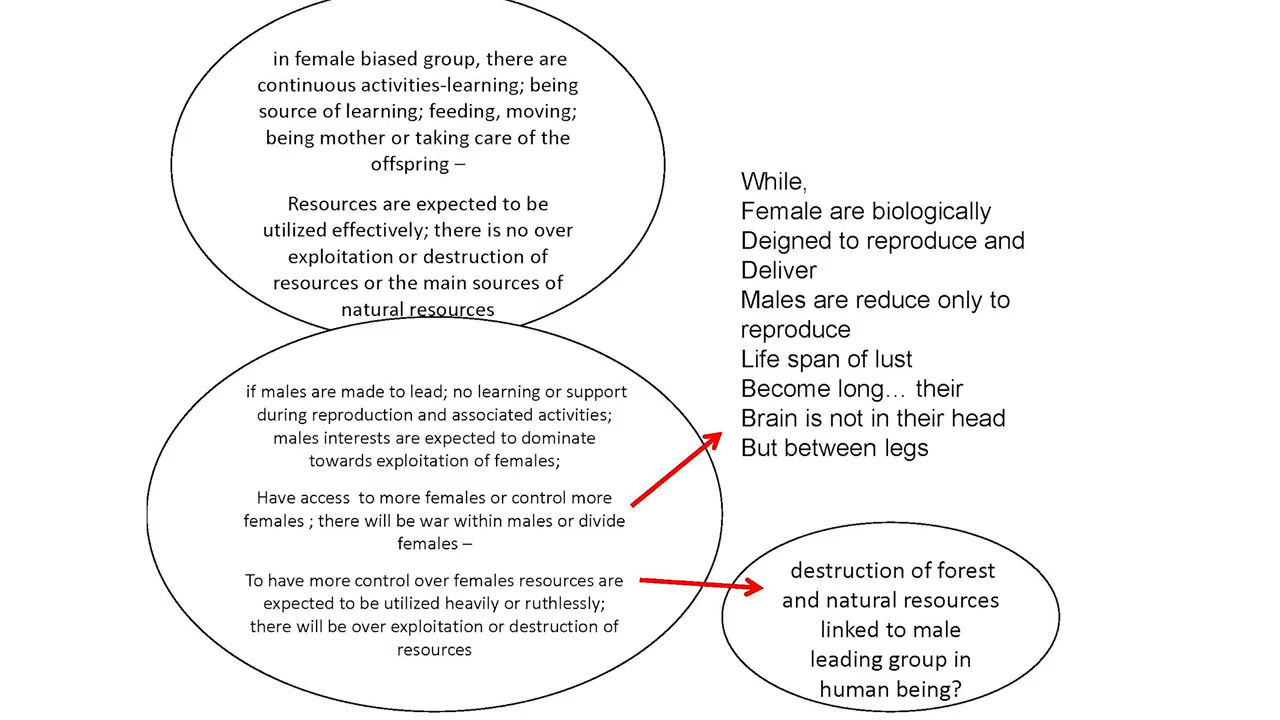 in female biased group, there are
continuous activities-learning; being
source of learning; feeding, moving;
being mother or taking care of the
offspring –
Resources are expected to be
utilized effectively; there is no over
exploitation or destruction of
resources or the main sources of
natural resources
if males are made to lead; no learning or support
during reproduction and associated activities;
males interests are expected to dominate
towards exploitation of females;
Have access to more females or control more
females ; there will be war within males or divide
females –
To have more control over females resources are
expected to be utilized heavily or ruthlessly;
there will be over exploitation or destruction of
resources
While,
Female are biologically
Deigned to reproduce and
Deliver
Males are reduce only to
reproduce
Life span of lust
Become long… their
Brain is not in their head
But between legs
destruction of forest
and natural resources
linked to male
leading group in
human being?